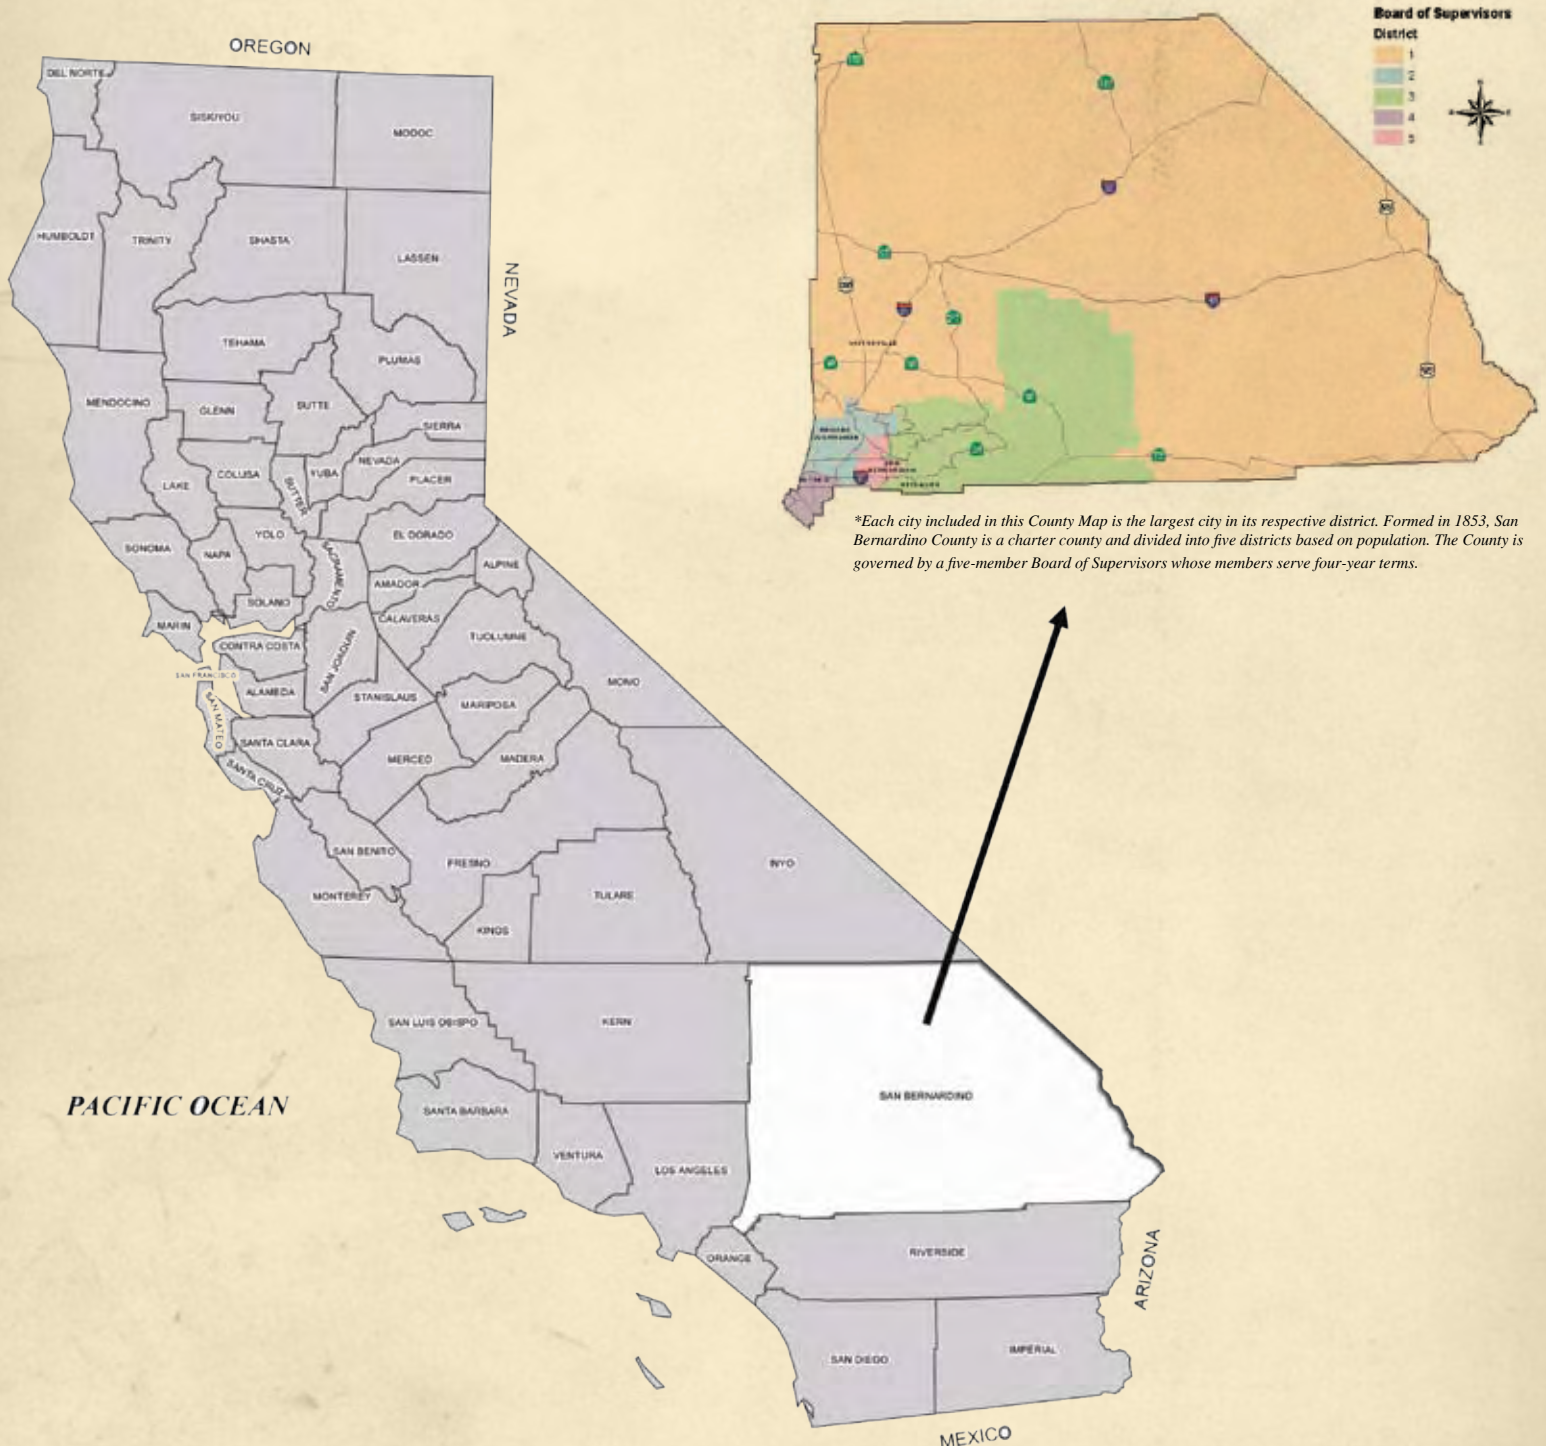 OREGON
DEL NORTE
SISKIYOU
MODOC
HUMBOLDT
TRINITY
SHASTA
LASSEN
NEVADA
TEHAMA
PLUMAS
MENDOCINO
GLENN
BUTTE
SIERRA
LAKE
COLUSA
SUTTER
YUBA
NEVADA
PLACER
SONOMA
NAPA
YOLO
SACRAMENTO
EL DORADO
ALPINE
SOLANO
AMADOR
MARIN
CALAVERAS
CONTRA COSTA
SAN JOAQUIN
TUOLUMNE
SAN FRANCISCO
ALAMEDA
STANISLAUS
MONO
SAN MATEO
MARIPOSA
SANTA CLARA
MERCED
MADERA
SANTA CRUZ
SAN BENITO
FRESNO
INYO
MONTEREY
TULARE
KINGS
SAN LUIS OBISPO
KERN
SAN BERNARDINO
SANTA BARBARA
VENTURA
LOS ANGELES
ORANGE
RIVERSIDE
SAN DIEGO
IMPERIAL
PACIFIC OCEAN
ARIZONA
MEXICO
Board of Supervisors
District
1
2
3
4
5
*Each city included in this County Map is the largest city in its respective district. Formed in 1853, San
Bernardino County is a charter county and divided into five districts based on population. The County is
governed by a five-member Board of Supervisors whose members serve four-year terms.